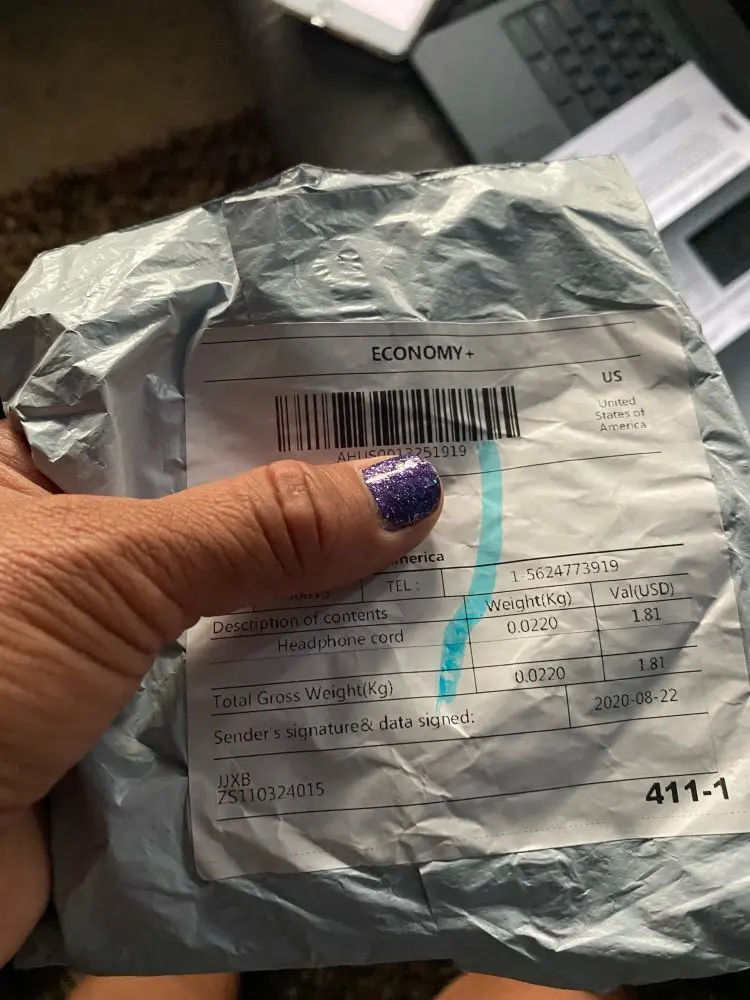 ECONOMY+
US
United
States of
America
AHUS0013251919
TEL : 1-5624773919
Description of contents Weight(Kg) Val(USD)
Headphone cord 0.0220 1.81
Total Gross Weight(Kg) 0.0220 1.81
Sender's signature& data signed: 2020-08-22
JJXB
ZS110324015
411-1